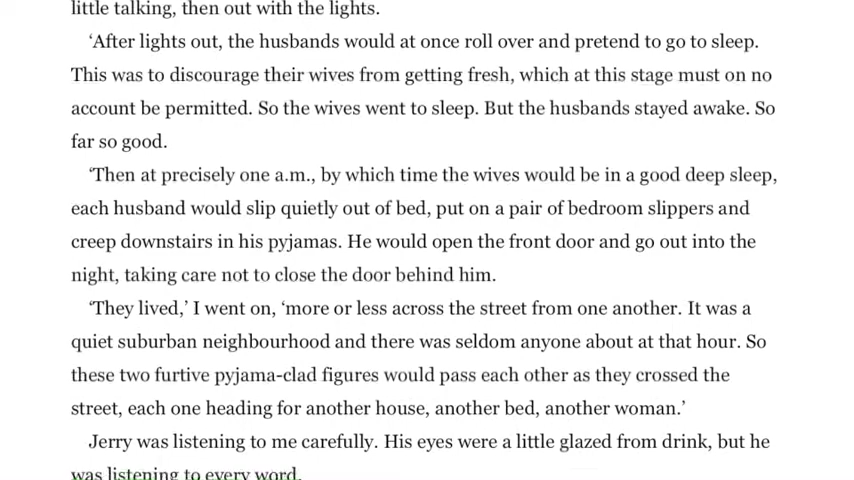 little talking, then out with the lights.
‘After lights out, the husbands would at once roll over and pretend to go to sleep.
This was to discourage their wives from getting fresh, which at this stage must on no
account be permitted. So the wives went to sleep. But the husbands stayed awake. So
far so good.
‘Then at precisely one a.m., by which time the wives would be in a good deep sleep,
each husband would slip quietly out of bed, put on a pair of bedroom slippers and
creep downstairs in his pyjamas. He would open the front door and go out into the
night, taking care not to close the door behind him.
‘They lived,’ I went on, ‘more or less across the street from one another. It was a
quiet suburban neighbourhood and there was seldom anyone about at that hour. So
these two furtive pyjama-clad figures would pass each other as they crossed the
street, each one heading for another house, another bed, another woman.’
Jerry was listening to me carefully. His eyes were a little glazed from drink, but he
was listening to every word.